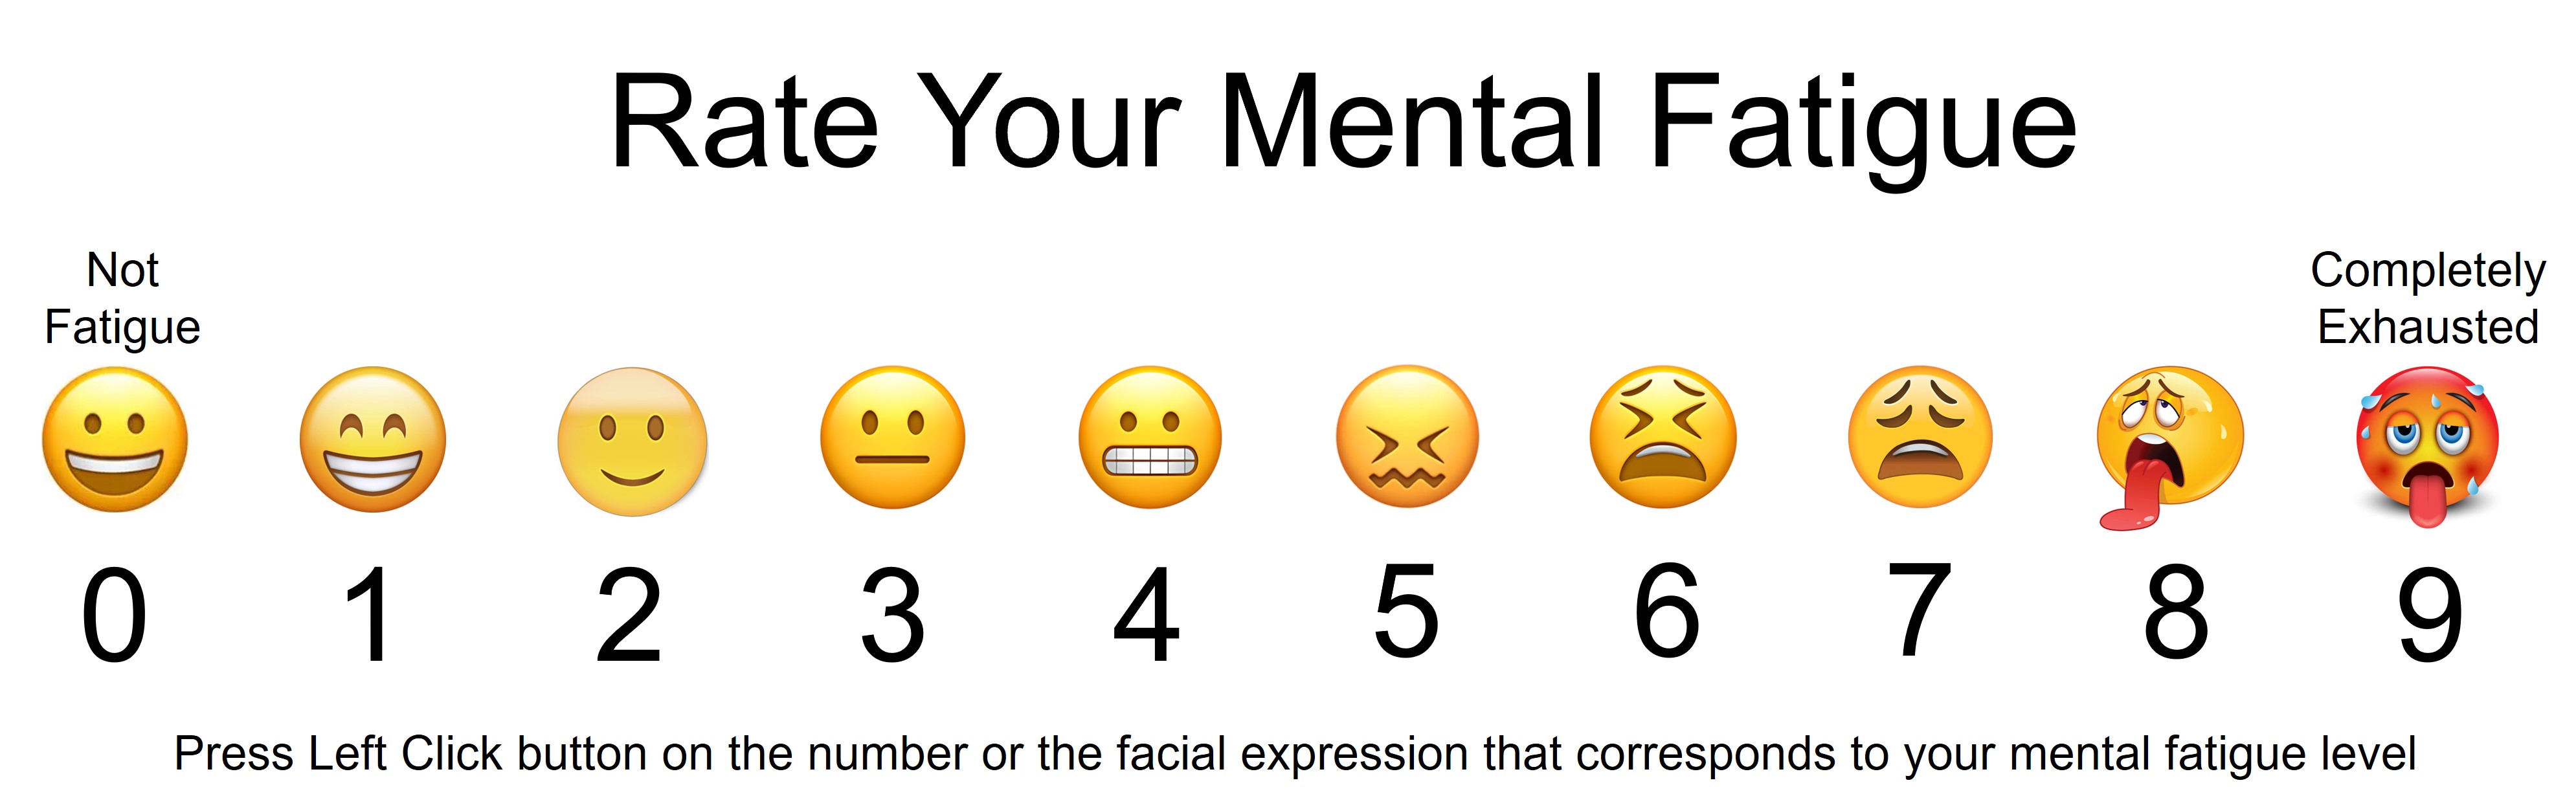 Rate Your Mental Fatigue
Not
Fatigue
Completely
Exhausted
0 1 2 3 4 5 6 7 8 9
Press Left Click button on the number or the facial expression that corresponds to your mental fatigue level